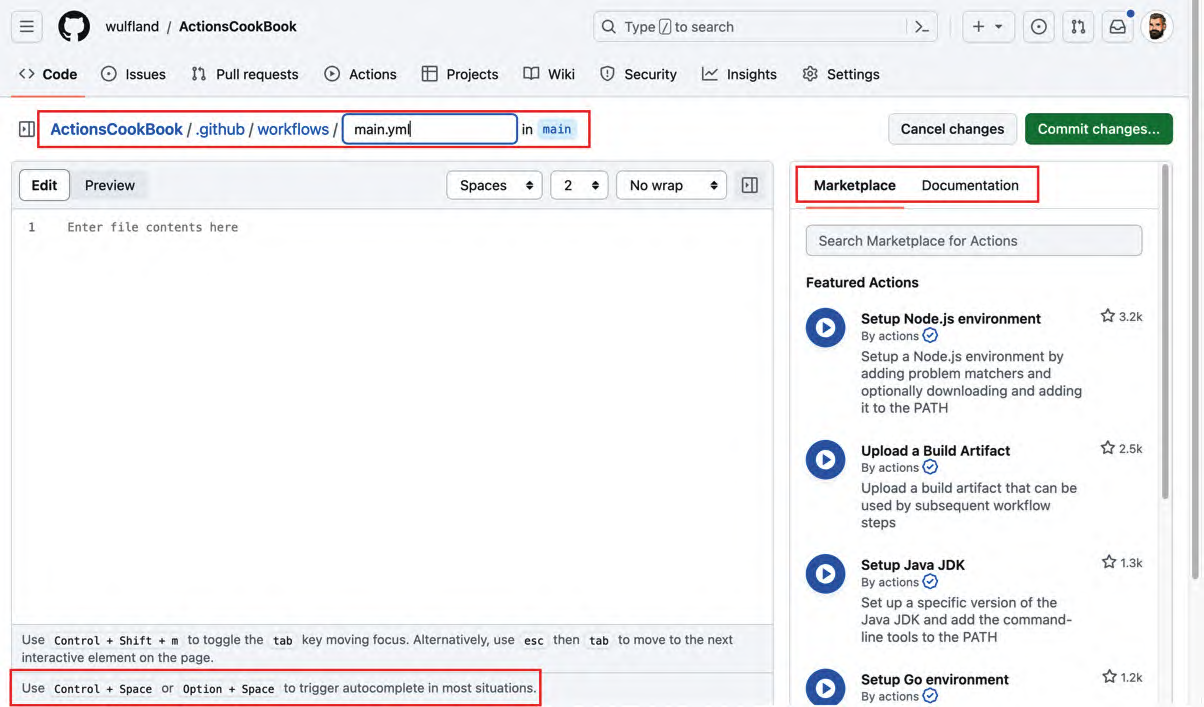 wulfland / ActionsCookBook
Type / to search
Code Issues Pull requests Actions Projects Wiki Security Insights Settings
ActionsCookBook / .github / workflows / main.yml in main
Cancel changes Commit changes...
Edit Preview Spaces 2 No wrap
Marketplace Documentation
1 Enter file contents here
Search Marketplace for Actions
Featured Actions
Setup Node.js environment 3.2k
By actions
Setup a Node.js environment by
adding problem matchers and
optionally downloading and adding
it to the PATH
Upload a Build Artifact 2.5k
By actions
Upload a build artifact that can be
used by subsequent workflow
steps
Setup Java JDK 1.3k
By actions
Set up a specific version of the
Java JDK and add the command-
line tools to the PATH
Setup Go environment 1.2k
By actions
Use Control + Shift + m to toggle the tab key moving focus. Alternatively, use esc then tab to move to the next
interactive element on the page.
Use Control + Space or Option + Space to trigger autocomplete in most situations.